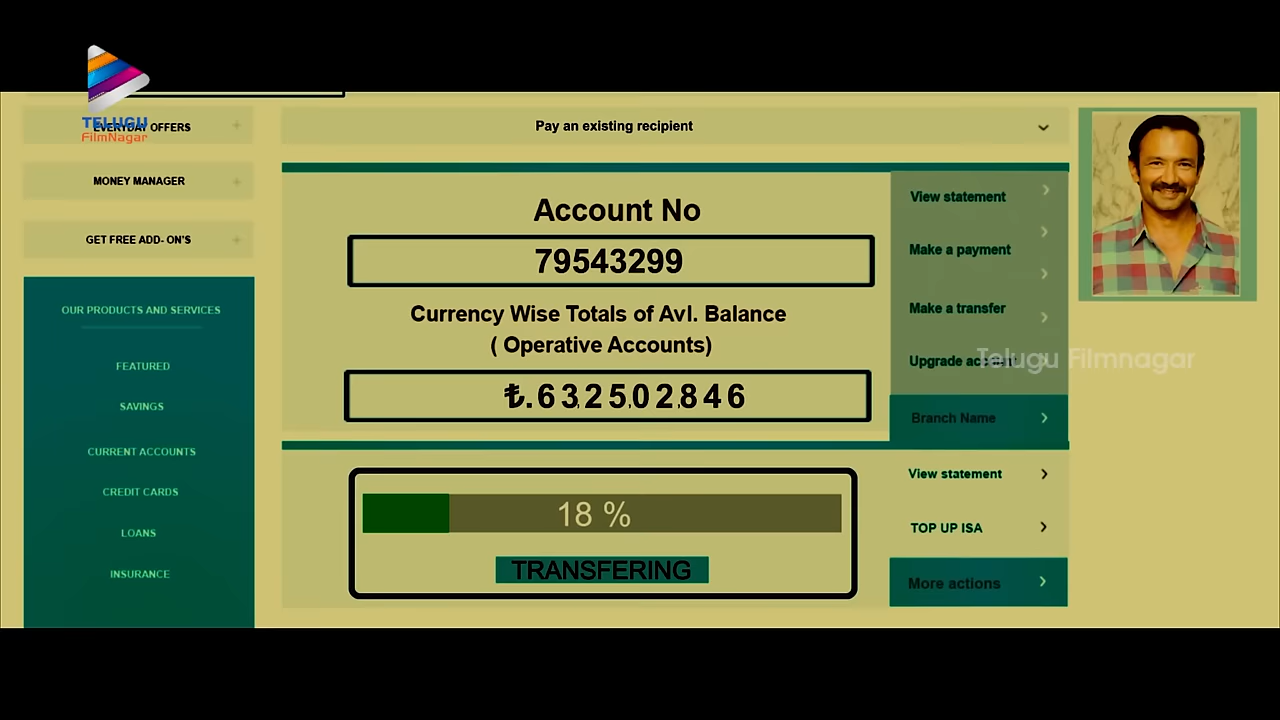 TELUGU
FilmNagar
EVERYDAY OFFERS
MONEY MANAGER
GET FREE ADD- ON'S
OUR PRODUCTS AND SERVICES
FEATURED
SAVINGS
CURRENT ACCOUNTS
CREDIT CARDS
LOANS
INSURANCE
Pay an existing recipient
Account No
79543299
Currency Wise Totals of Avl. Balance
( Operative Accounts)
₺.632502846
18 %
TRANSFERING
View statement
Make a payment
Make a transfer
Upgrade account
Telugu Filmnagar
Branch Name
View statement
TOP UP ISA
More actions